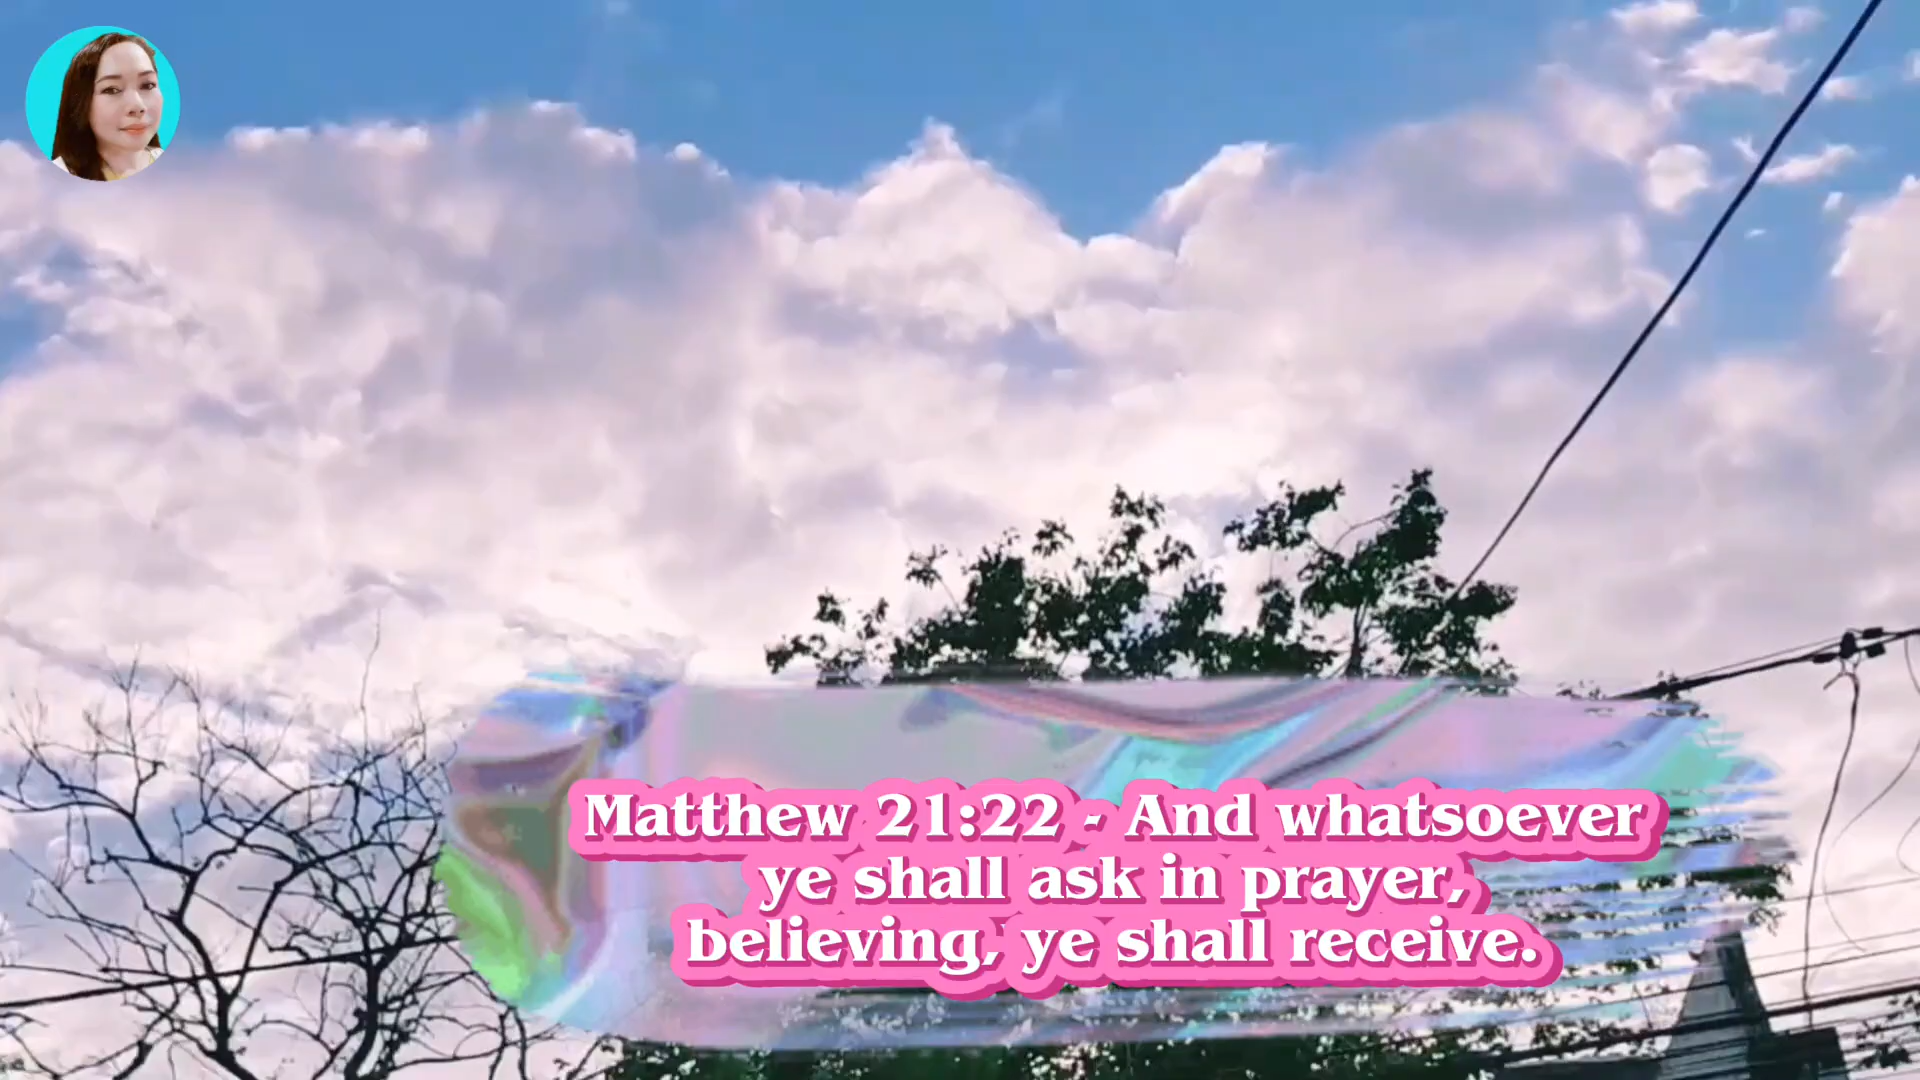 Matthew 21:22 - And whatsoever
ye shall ask in prayer,
believing, ye shall receive.